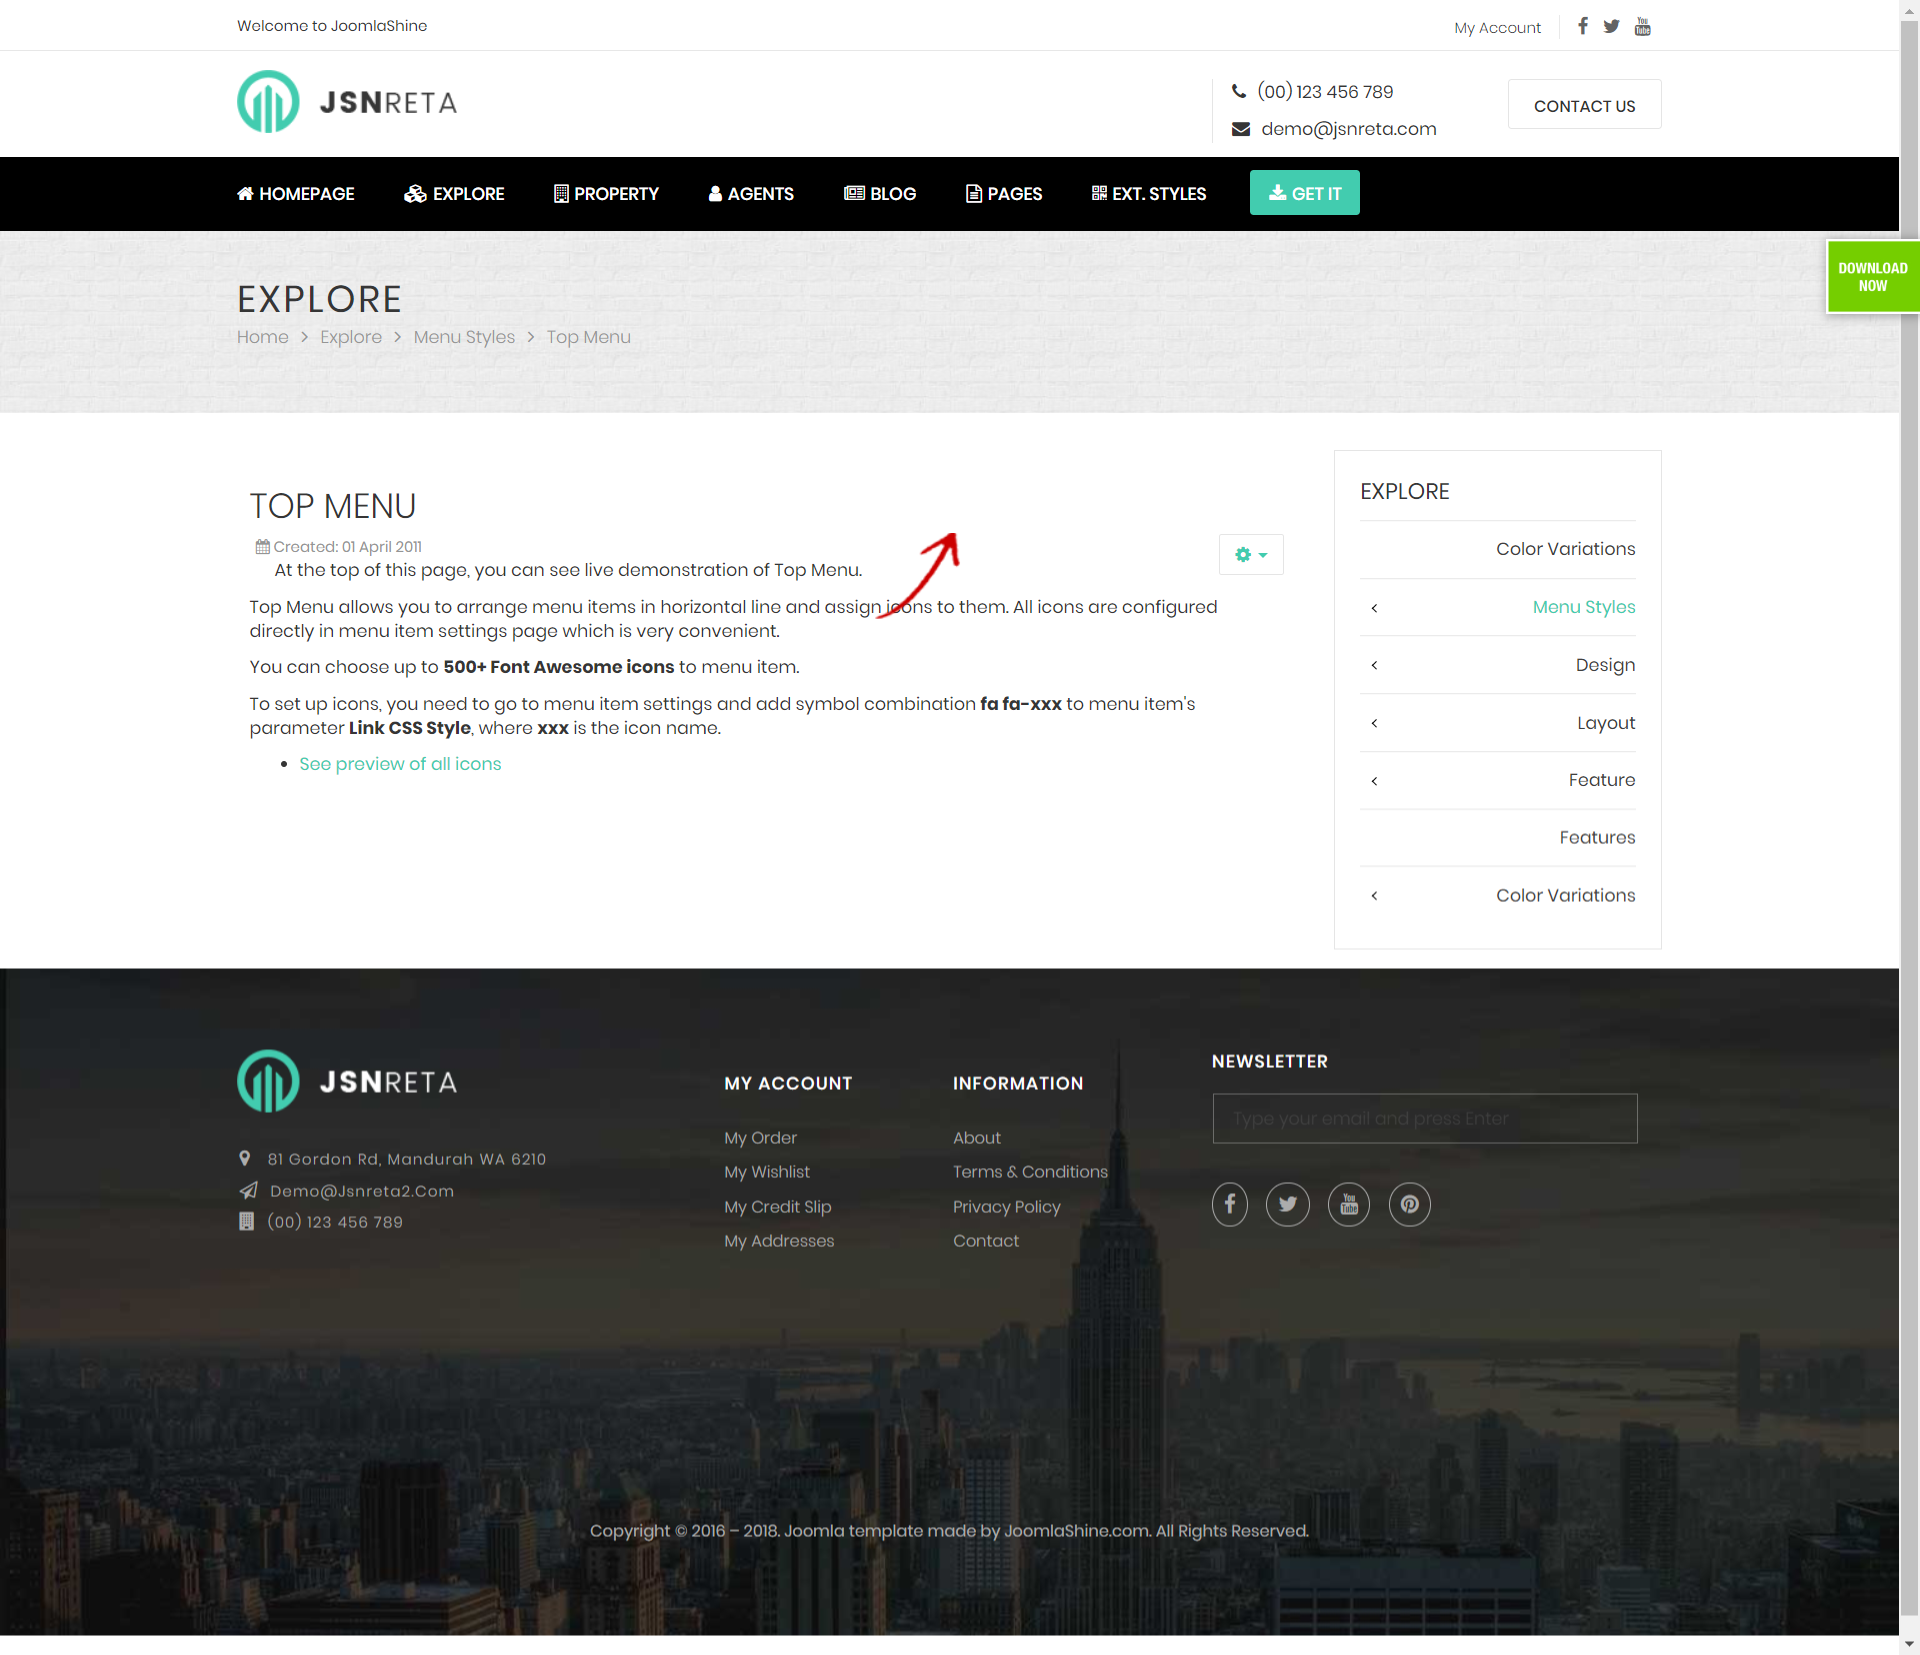 Welcome to JoomlaShine
My Account
You Tube
JSNRETA
(00) 123 456 789
demo@jsnreta.com
CONTACT US
HOMEPAGE
EXPLORE
PROPERTY
AGENTS
BLOG
PAGES
EXT. STYLES
GET IT
DOWNLOAD
NOW
EXPLORE
Home > Explore > Menu Styles > Top Menu
TOP MENU
Created: 01 April 2011
At the top of this page, you can see live demonstration of Top Menu.
Top Menu allows you to arrange menu items in horizontal line and assign icons to them. All icons are configured
directly in menu item settings page which is very convenient.
You can choose up to 500+ Font Awesome icons to menu item.
To set up icons, you need to go to menu item settings and add symbol combination fa fa-xxx to menu item's
parameter Link CSS Style, where xxx is the icon name.
• See preview of all icons
EXPLORE
Color Variations
Menu Styles
Design
Layout
Feature
Features
Color Variations
JSNRETA
81 Gordon Rd, Mandurah WA 6210
Demo@Jsnreta2.Com
(00) 123 456 789
MY ACCOUNT
My Order
My Wishlist
My Credit Slip
My Addresses
INFORMATION
About
Terms & Conditions
Privacy Policy
Contact
NEWSLETTER
Type your email and press Enter
You Tube
Copyright © 2016 – 2018. Joomla template made by JoomlaShine.com. All Rights Reserved.